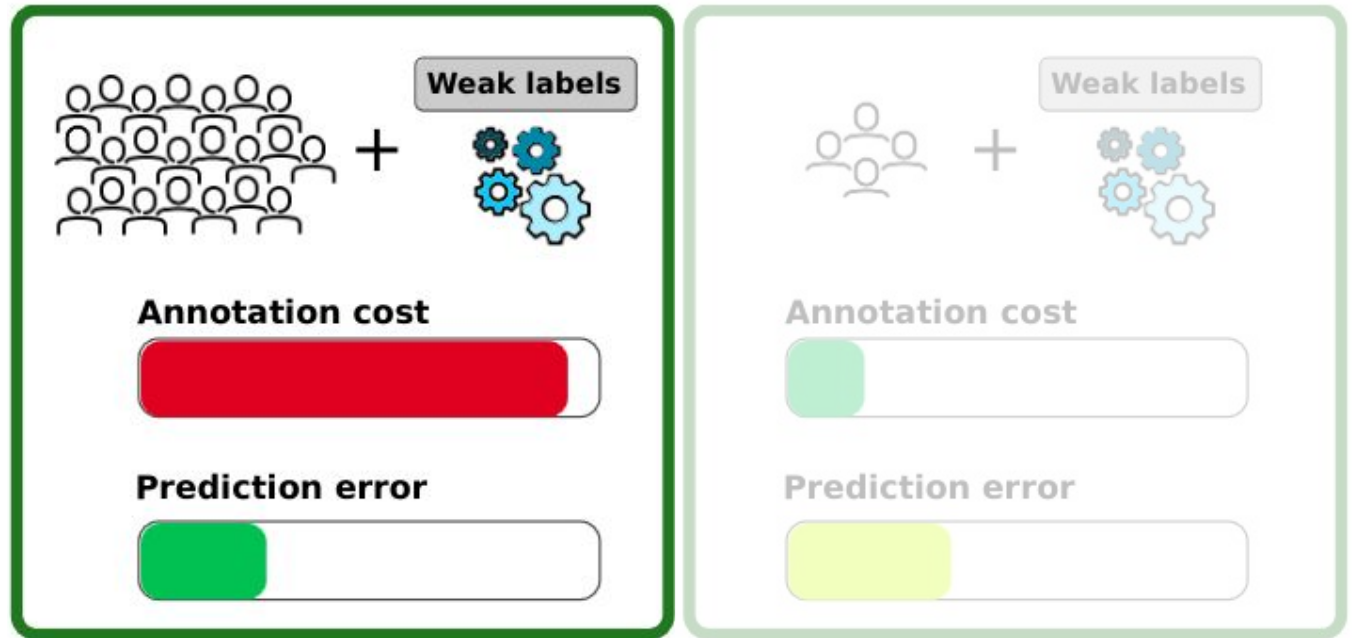 Weak labels
+
Annotation cost
Prediction error
Weak labels
+
Annotation cost
Prediction error